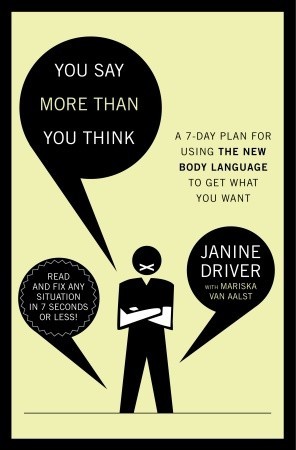 YOU SAY
MORE THAN
YOU THINK
A 7-DAY PLAN FOR
USING THE NEW
BODY LANGUAGE
TO GET WHAT
YOU WANT
JANINE
DRIVER
WITH MARISKA
VAN AALST
READ
AND FIX ANY
SITUATION
IN 7 SECONDS
OR LESS!